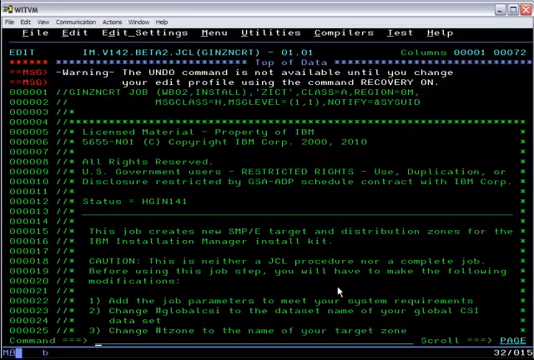 WITVM
Edit View Communication Actions Window Help
File Edit Edit_Settings Menu Utilities Compilers Test Help
EDIT IM.V142.BETA2.JCL(GINZNCRT) - 01.01 Columns 00001 00072
****** ***************************** Top of Data ******************************
==MSG> -Warning- The UNDO command is not available until you change
==MSG> your edit profile using the command RECOVERY ON.
000001 //GINZNCRT JOB (WB02,INSTALL),'ZICT',CLASS=A,REGION=0M,
000002 // MSGCLASS=H,MSGLEVEL=(1,1),NOTIFY=&SYSUID
000003 //*
000004 //*********************************************************************
000005 //* Licensed Material - Property of IBM *
000006 //* 5655-N01 (C) Copyright IBM Corp. 2000, 2010 *
000007 //* *
000008 //* All Rights Reserved. *
000009 //* U.S. Government users - RESTRICTED RIGHTS - Use, Duplication, or *
000010 //* Disclosure restricted by GSA-ADP schedule contract with IBM Corp. *
000011 //* *
000012 //* Status = HGIN141 *
000013 //* *
000014 //* *
000015 //* This job creates new SMP/E target and distribution zones for the *
000016 //* IBM Installation Manager install kit. *
000017 //* *
000018 //* CAUTION: This is neither a JCL procedure nor a complete job. *
000019 //* Before using this job step, you will have to make the following *
000020 //* modifications: *
000021 //* *
000022 //* 1) Add the job parameters to meet your system requirements *
000023 //* 2) Change #globalcsi to the dataset name of your global CSI *
000024 //* data set *
000025 //* 3) Change #tzone to the name of your target zone *
Command ===> Scroll ===> PAGE
MA b 32/015